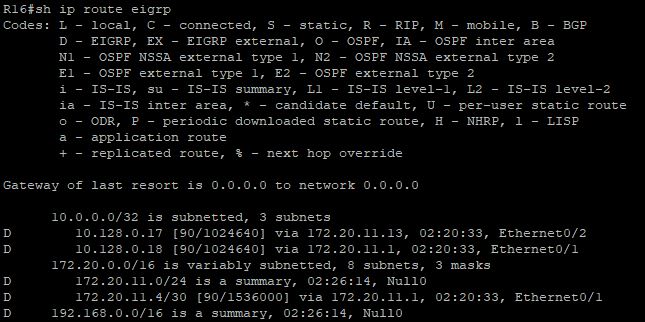 R16#sh ip route eigrp
Codes: L - local, C - connected, S - static, R - RIP, M - mobile, B - BGP
D - EIGRP, EX - EIGRP external, O - OSPF, IA - OSPF inter area
N1 - OSPF NSSA external type 1, N2 - OSPF NSSA external type 2
E1 - OSPF external type 1, E2 - OSPF external type 2
i - IS-IS, su - IS-IS summary, L1 - IS-IS level-1, L2 - IS-IS level-2
ia - IS-IS inter area, * - candidate default, U - per-user static route
o - ODR, P - periodic downloaded static route, H - NHRP, l - LISP
a - application route
+ - replicated route, % - next hop override
Gateway of last resort is 0.0.0.0 to network 0.0.0.0
10.0.0.0/32 is subnetted, 3 subnets
D 10.128.0.17 [90/1024640] via 172.20.11.13, 02:20:33, Ethernet0/2
D 10.128.0.18 [90/1024640] via 172.20.11.1, 02:20:33, Ethernet0/1
172.20.0.0/16 is variably subnetted, 8 subnets, 3 masks
D 172.20.11.0/24 is a summary, 02:26:14, Null0
D 172.20.11.4/30 [90/1536000] via 172.20.11.1, 02:20:33, Ethernet0/1
D 192.168.0.0/16 is a summary, 02:26:14, Null0